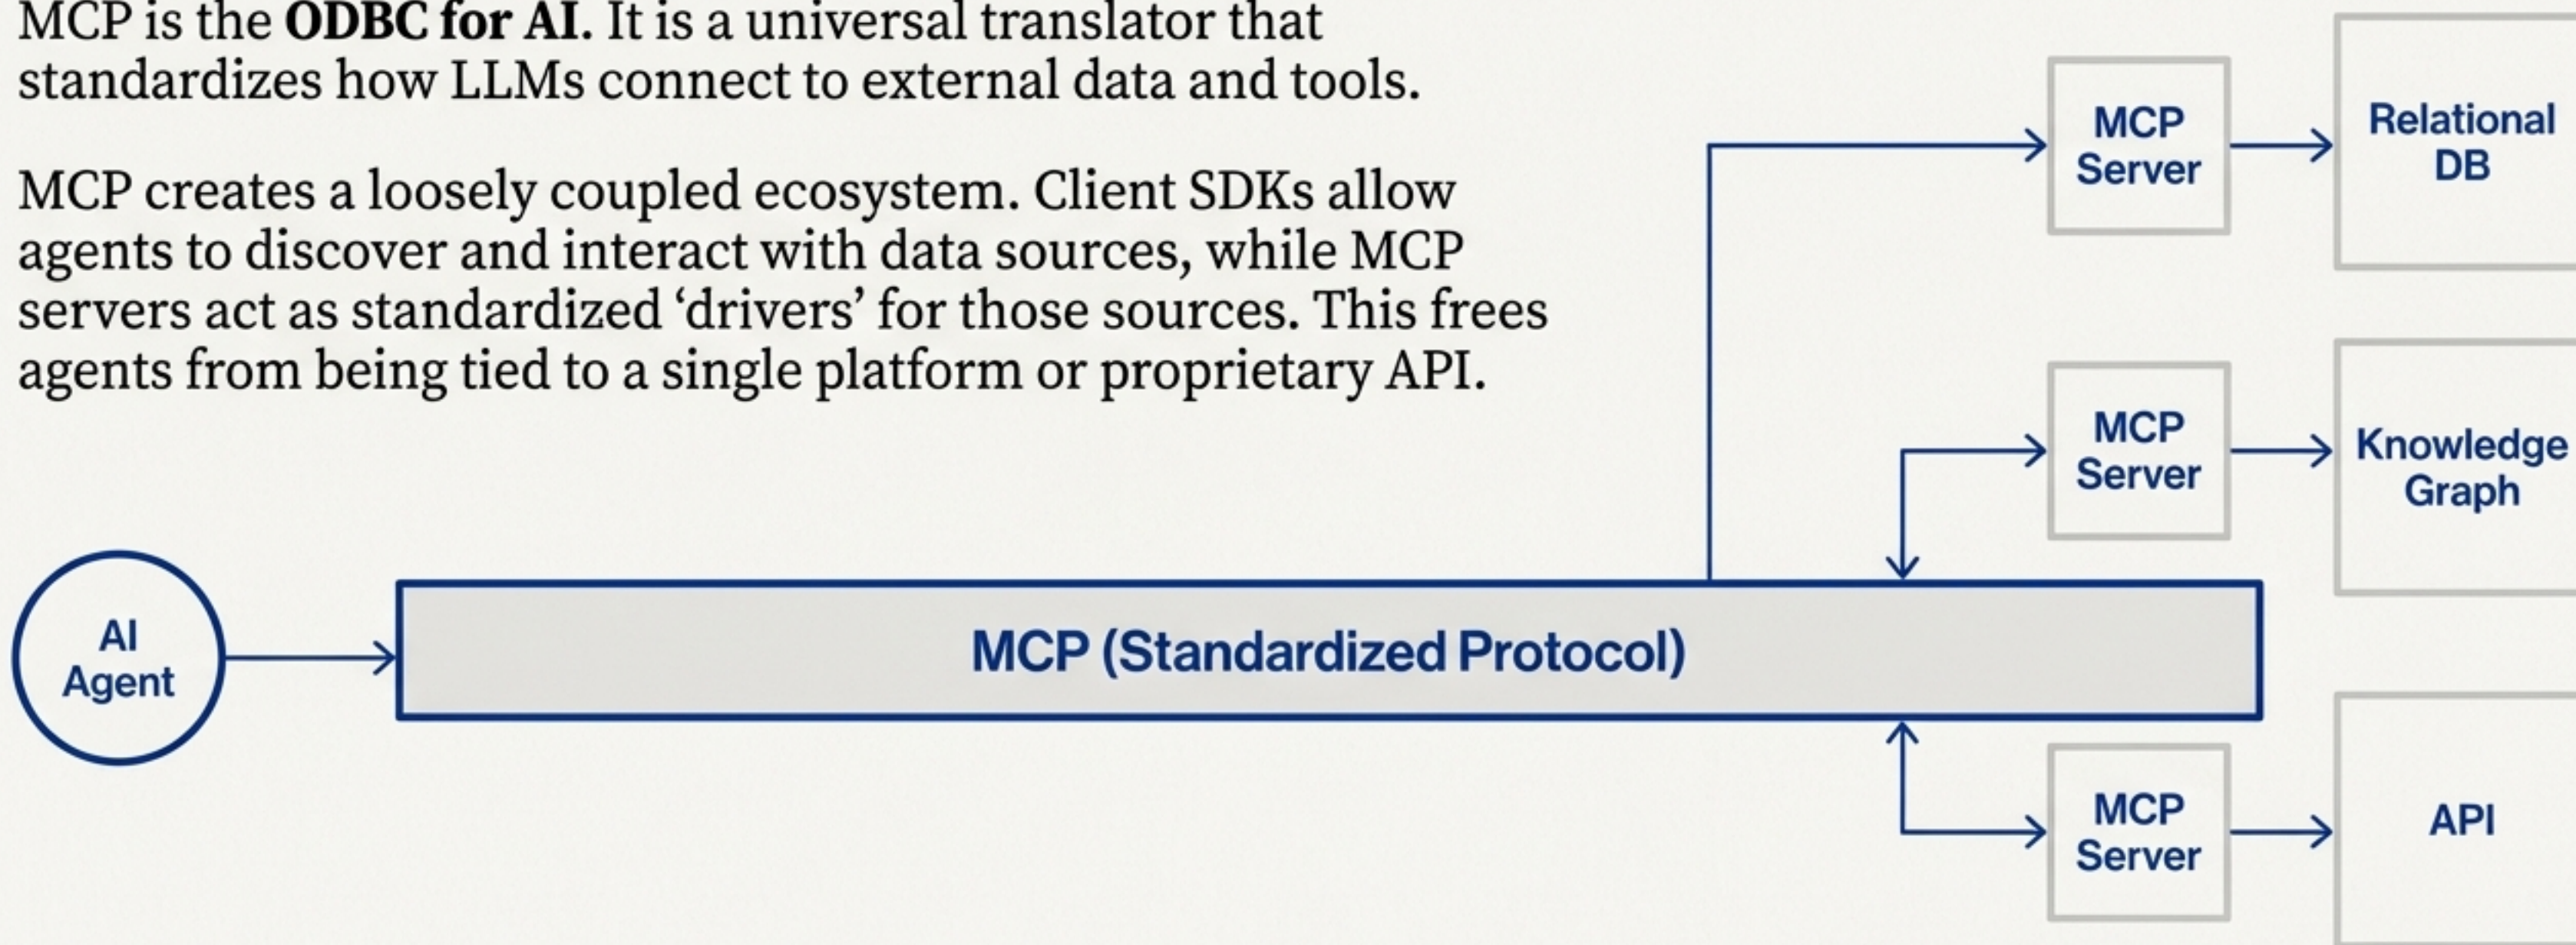 MCP is the ODBC for AI. It is a universal translator that
standardizes how LLMs connect to external data and tools.
MCP creates a loosely coupled ecosystem. Client SDKs allow
agents to discover and interact with data sources, while MCP
servers act as standardized ‘drivers’ for those sources. This frees
agents from being tied to a single platform or proprietary API.
AI
Agent
MCP (Standardized Protocol)
MCP
Server
Relational
DB
MCP
Server
Knowledge
Graph
MCP
Server
API